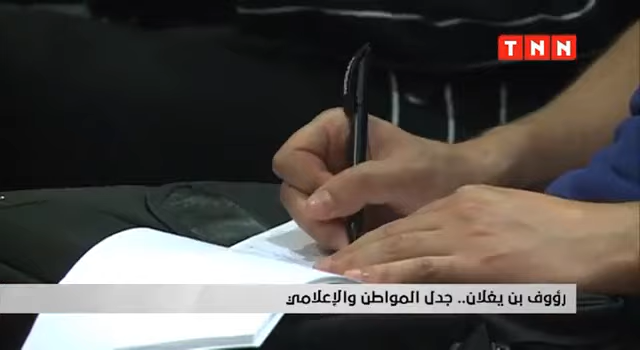 TNN
رؤوف بن يغلان.. جدل المواطن والإعلامي